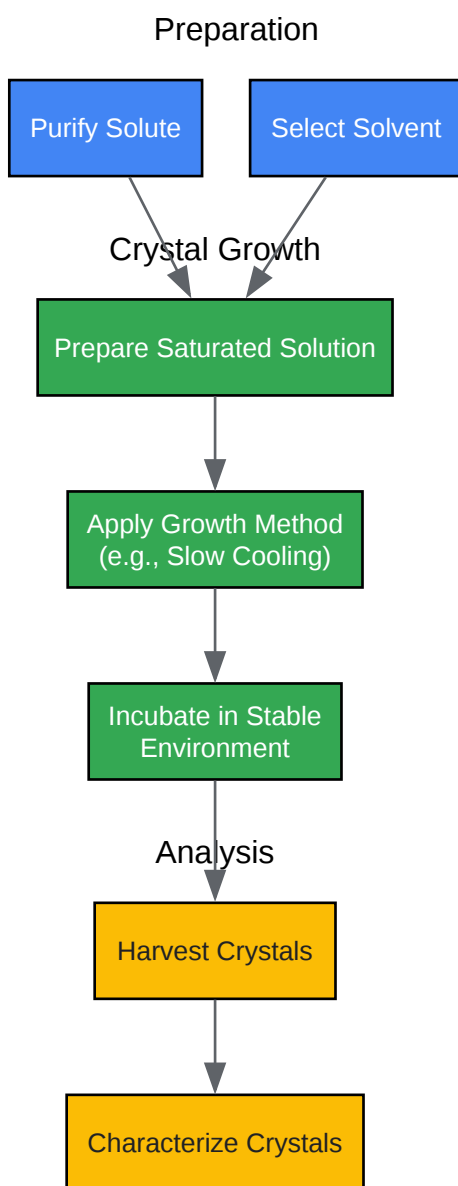 Preparation
Purify Solute
Select Solvent
Crystal Growth
Prepare Saturated Solution
Apply Growth Method
(e.g., Slow Cooling)
Incubate in Stable
Environment
Analysis
Harvest Crystals
Characterize Crystals